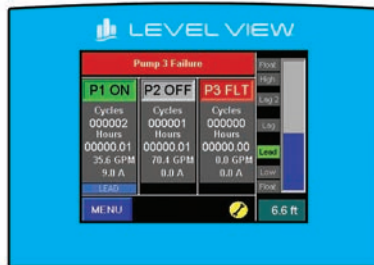 LEVEL VIEW
Pump 3 Failure
P1 ON P2 OFF P3 FLT
Cycles Cycles Cycles
000002 000001 000000
Hours Hours Hours
00000.01 00000.01 00000.00
35.6 GPM 70.4 GPM 0.0 GPM
9.0 A 0.0 A 0.0 A
LEAD
Float
High
Lag 2
Lag
Lead
Low
Float
MENU
6.6 ft